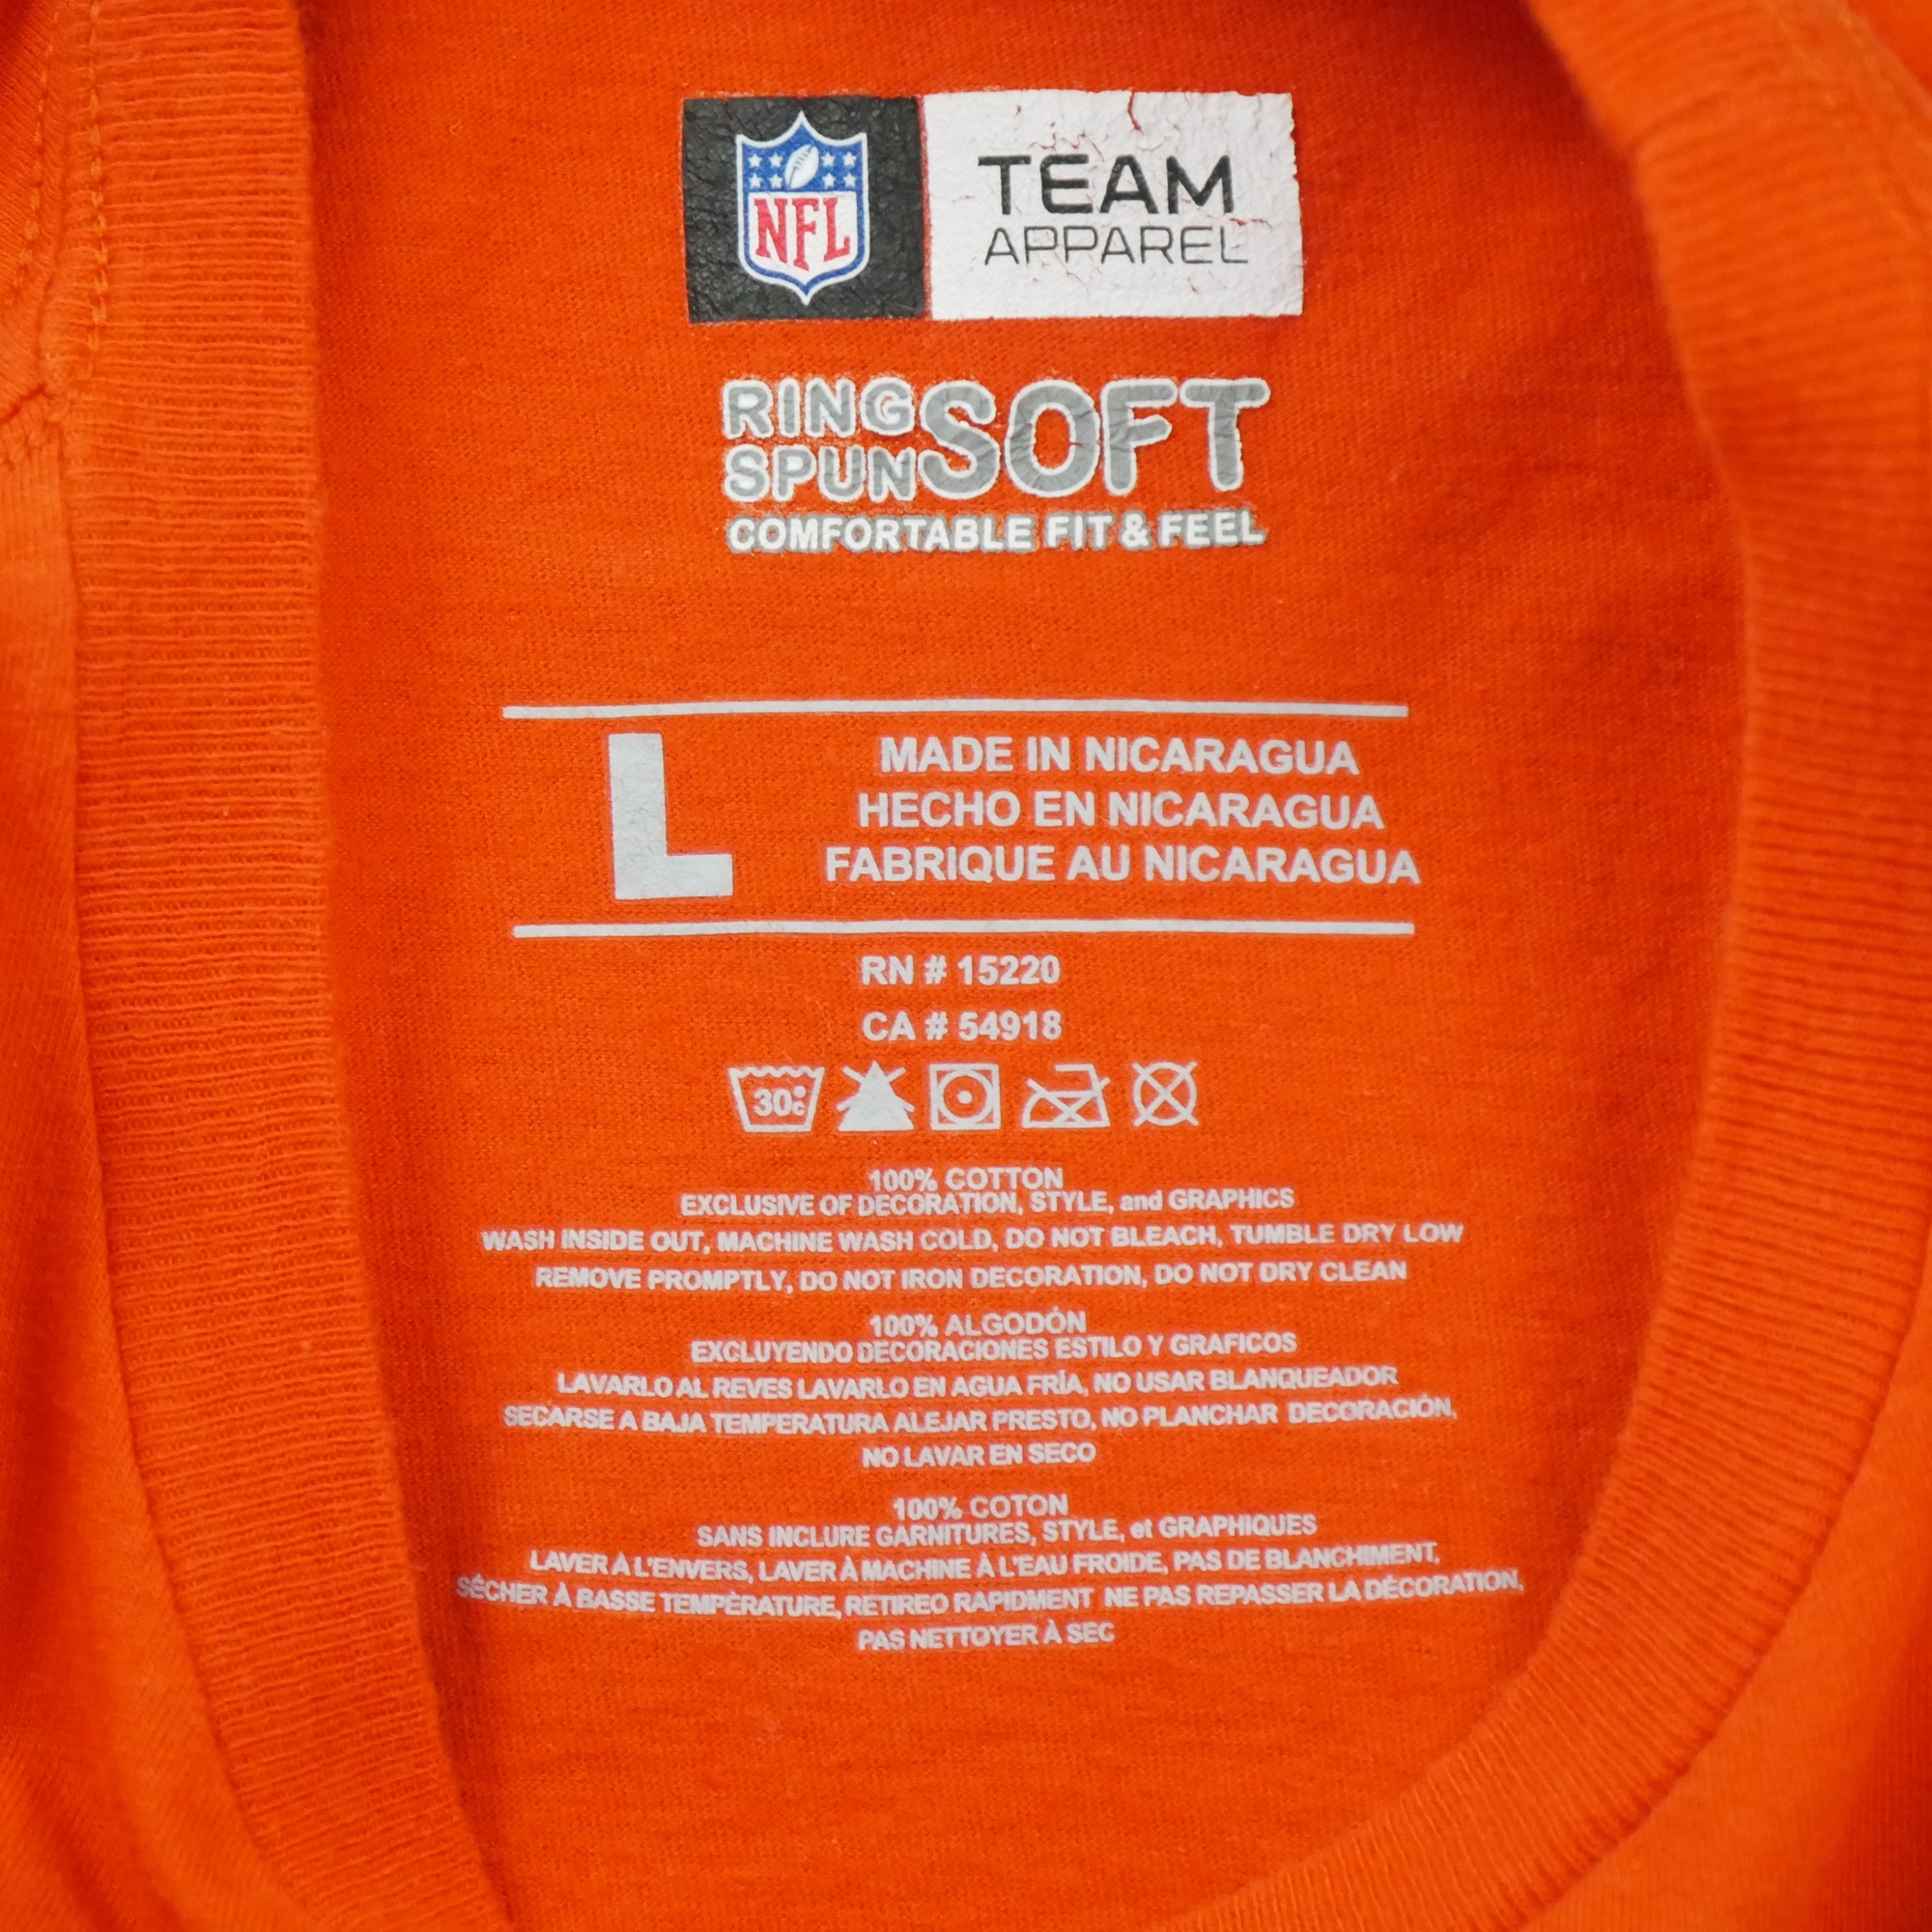 NFL
TEAM
APPAREL
RING
SPUN
SOFT
COMFORTABLE FIT & FEEL
L
MADE IN NICARAGUA
HECHO EN NICARAGUA
FABRIQUE AU NICARAGUA
RN # 15220
CA # 54918
30°c
100% COTTON
EXCLUSIVE OF DECORATION, STYLE, and GRAPHICS
WASH INSIDE OUT, MACHINE WASH COLD, DO NOT BLEACH, TUMBLE DRY LOW
REMOVE PROMPTLY, DO NOT IRON DECORATION, DO NOT DRY CLEAN
100% ALGODÓN
EXCLUYENDO DECORACIONES ESTILO Y GRAFICOS
LAVARLO AL REVES LAVARLO EN AGUA FRÍA, NO USAR BLANQUEADOR
SECARSE A BAJA TEMPERATURA ALEJAR PRESTO, NO PLANCHAR DECORACIÓN,
NO LAVAR EN SECO
100% COTON
SANS INCLURE GARNITURES, STYLE, et GRAPHIQUES
LAVER À L'ENVERS, LAVER À MACHINE À L'EAU FROIDE, PAS DE BLANCHIMENT,
SÉCHER À BASSE TEMPÈRATURE, RETIREO RAPIDMENT NE PAS REPASSER LA DÉCORATION,
PAS NETTOYER À SEC